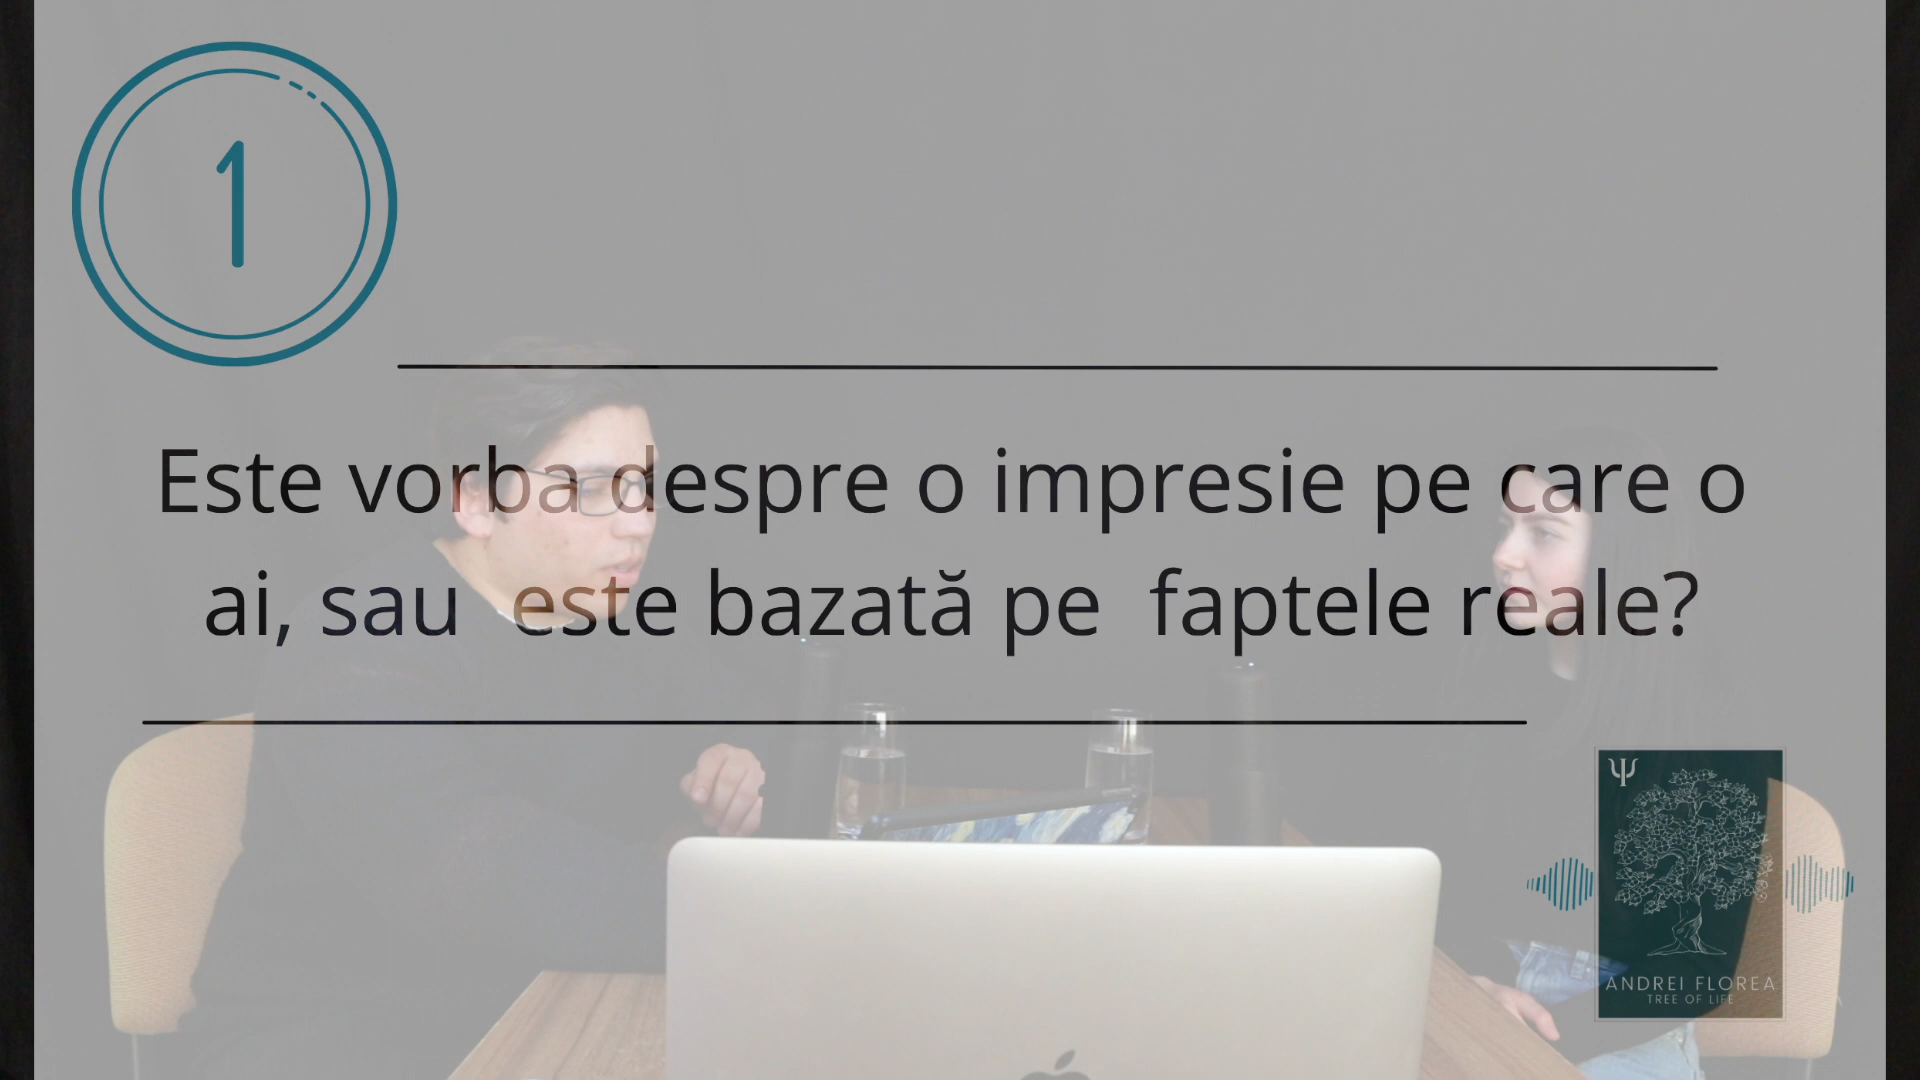 1
Este vorba despre o impresie pe care o
ai, sau este bazată pe faptele reale?
Ψ
ANDREI FLOREA
TREE OF LIFE